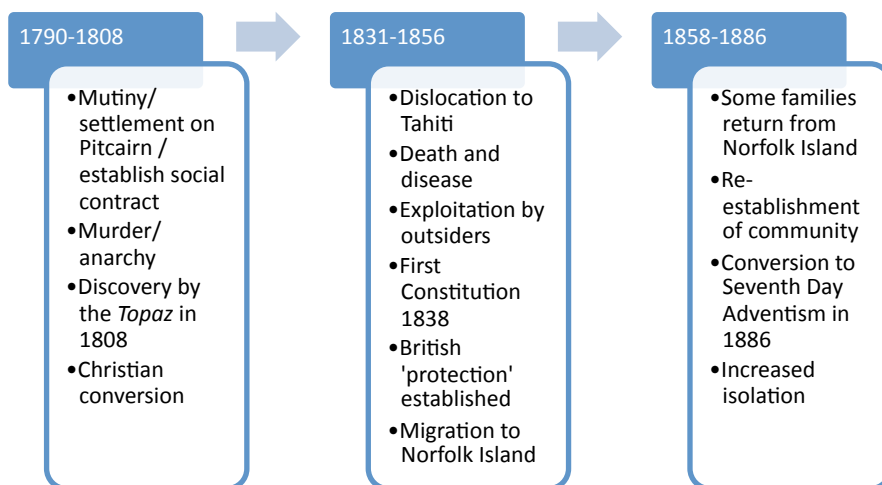 1790-1808
•Mutiny/
settlement on
Pitcairn /
establish social
contract
•Murder/
anarchy
•Discovery by
the Topaz in
1808
•Christian
conversion
1831-1856
•Dislocation to
Tahiti
•Death and
disease
•Exploitation by
outsiders
•First
Constitution
1838
•British
'protection'
established
•Migration to
Norfolk Island
1858-1886
•Some families
return from
Norfolk Island
•Re-
establishment
of community
•Conversion to
Seventh Day
Adventism in
1886
•Increased
isolation